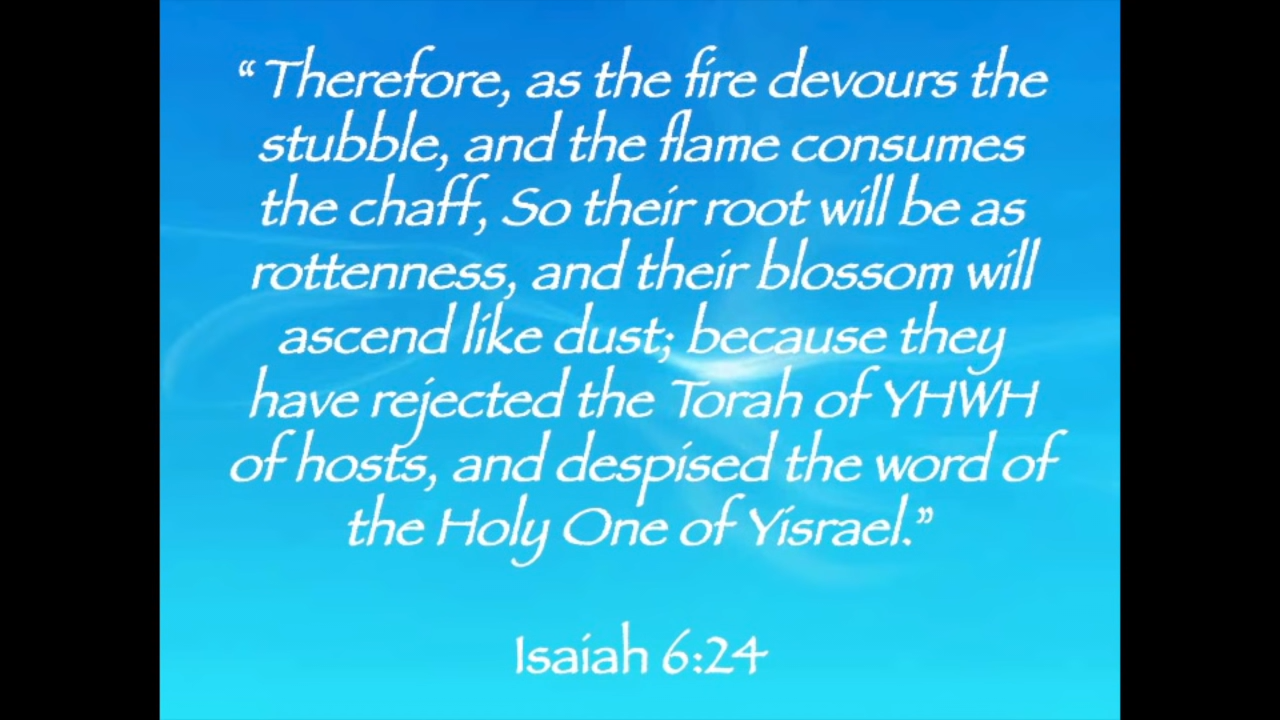 “Therefore, as the fire devours the
stubble, and the flame consumes
the chaff, So their root will be as
rottenness, and their blossom will
ascend like dust; because they
have rejected the Torah of YHWH
of hosts, and despised the word of
the Holy One of Yisrael.”
Isaiah 6:24